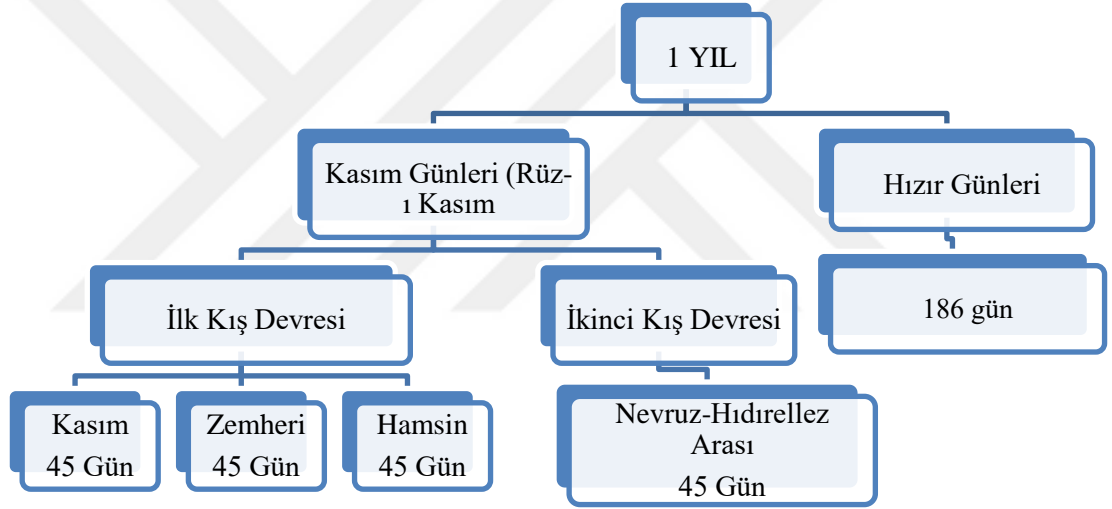 1 YIL
Kasım Günleri (Rüz-
ı Kasım
Hızır Günleri
İlk Kış Devresi
İkinci Kış Devresi
186 gün
Kasım
45 Gün
Zemheri
45 Gün
Hamsin
45 Gün
Nevruz-Hıdırellez
Arası
45 Gün